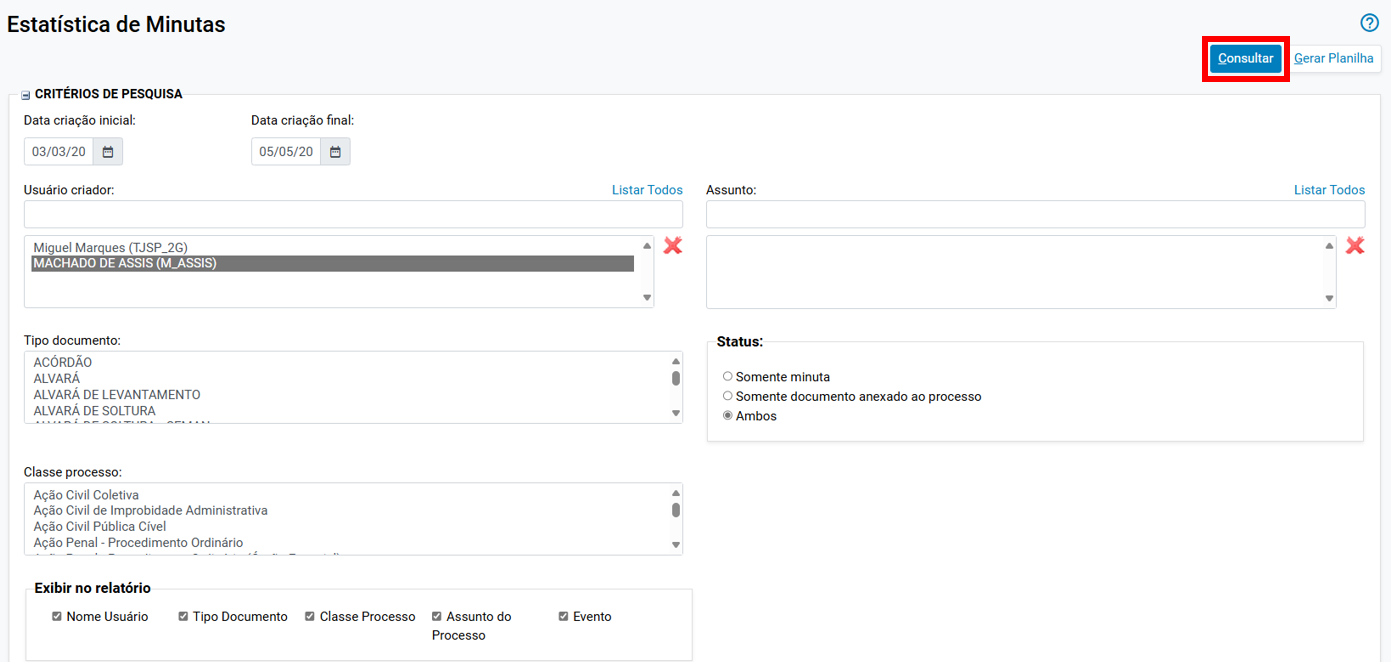 Estatística de Minutas
Consultar
Gerar Planilha
CRITÉRIOS DE PESQUISA
Data criação inicial:
Data criação final:
03/03/20
05/05/20
Usuário criador:
Listar Todos
Assunto:
Listar Todos
Miguel Marques (TJSP_2G)
MACHADO DE ASSIS (M_ASSIS)
Tipo documento:
ACÓRDÃO
ALVARÁ
ALVARÁ DE LEVANTAMENTO
ALVARÁ DE SOLTURA
Status:
Somente minuta
Somente documento anexado ao processo
Ambos
Classe processo:
Ação Civil Coletiva
Ação Civil de Improbidade Administrativa
Ação Civil Pública Cível
Ação Penal - Procedimento Ordinário
Exibir no relatório
Nome Usuário
Tipo Documento
Classe Processo
Assunto do
Processo
Evento